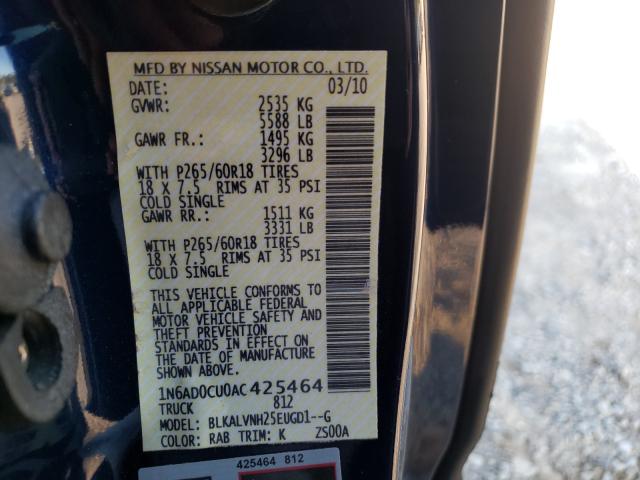 MFD BY NISSAN MOTOR CO., LTD.
DATE: 03/10
GVWR: 2535 KG
5588 LB
GAWR FR.: 1495 KG
3296 LB
WITH P265/60R18 TIRES
18 X 7.5 RIMS AT 35 PSI
COLD SINGLE
GAWR RR.: 1511 KG
3331 LB
WITH P265/60R18 TIRES
18 X 7.5 RIMS AT 35 PSI
COLD SINGLE
THIS VEHICLE CONFORMS TO
ALL APPLICABLE FEDERAL
MOTOR VEHICLE SAFETY AND
THEFT PREVENTION
STANDARDS IN EFFECT ON
THE DATE OF MANUFACTURE
SHOWN ABOVE.
1N6AD0CU0AC425464
TRUCK 812
MODEL: BLKALVNH25EUGD1--G
COLOR: RAB TRIM: K ZS00A
425464 812